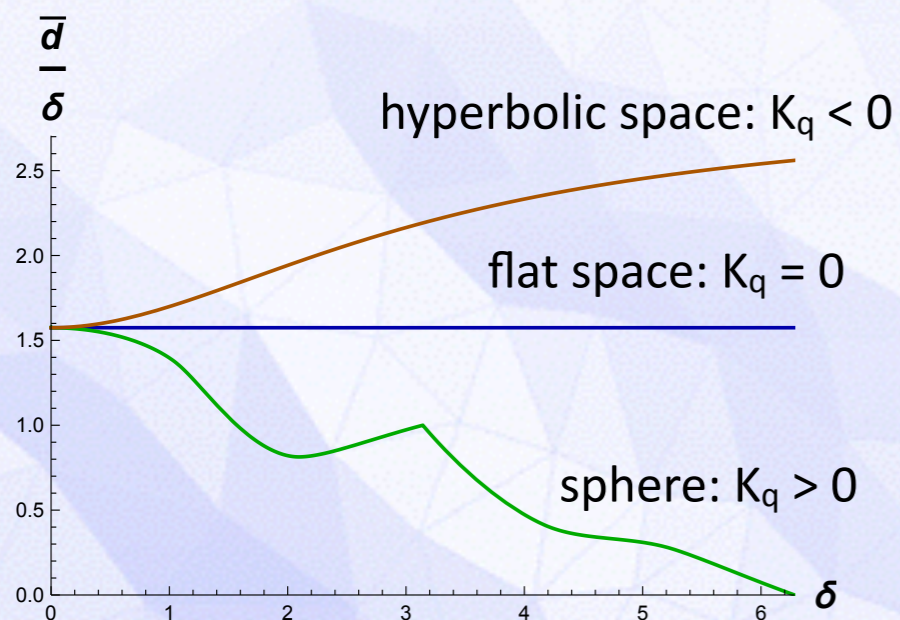 d̅
δ
hyperbolic space: Kq < 0
2.5
2.0
flat space: Kq = 0
1.5
1.0
sphere: Kq > 0
0.5
0.0
δ
0 1 2 3 4 5 6